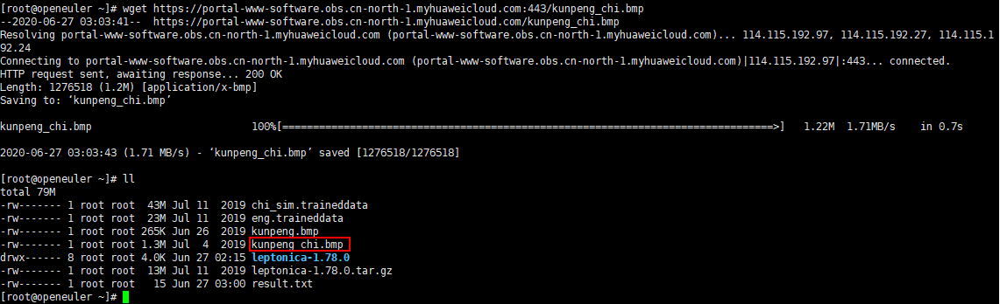 [root@openeuler ~]# wget https://portal-www-software.obs.cn-north-1.myhuaweicloud.com:443/kunpeng_chi.bmp
--2020-06-27 03:03:41--  https://portal-www-software.obs.cn-north-1.myhuaweicloud.com/kunpeng_chi.bmp
Resolving portal-www-software.obs.cn-north-1.myhuaweicloud.com (portal-www-software.obs.cn-north-1.myhuaweicloud.com)... 114.115.192.97, 114.115.192.27, 114.115.1
92.24
Connecting to portal-www-software.obs.cn-north-1.myhuaweicloud.com (portal-www-software.obs.cn-north-1.myhuaweicloud.com)|114.115.192.97|:443... connected.
HTTP request sent, awaiting response... 200 OK
Length: 1276518 (1.2M) [application/x-bmp]
Saving to: ‘kunpeng_chi.bmp’
kunpeng_chi.bmp                          100%[================================================================================>]   1.22M  1.71MB/s    in 0.7s
2020-06-27 03:03:43 (1.71 MB/s) - ‘kunpeng_chi.bmp’ saved [1276518/1276518]
[root@openeuler ~]# ll
total 79M
-rw------- 1 root root  43M Jul 11  2019 chi_sim.traineddata
-rw------- 1 root root  23M Jul 11  2019 eng.traineddata
-rw------- 1 root root 265K Jun 26  2019 kunpeng.bmp
-rw------- 1 root root 1.3M Jul  4  2019 kunpeng_chi.bmp
drwx------ 8 root root 4.0K Jun 27 02:15 leptonica-1.78.0
-rw------- 1 root root  13M Jul 11  2019 leptonica-1.78.0.tar.gz
-rw------- 1 root root   15 Jun 27 03:00 result.txt
[root@openeuler ~]#